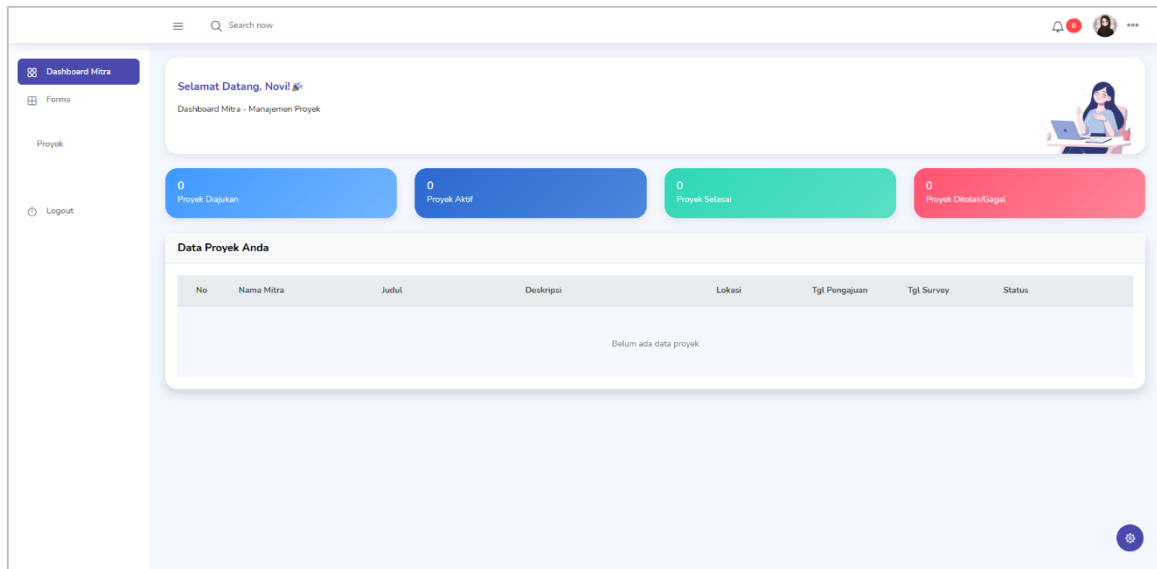 Search now
0
Dashboard Mitra
Forms
Proyek
Logout
Selamat Datang, Novi!
Dashboard Mitra - Manajemen Proyek
0
Proyek Diajukan
0
Proyek Aktif
0
Proyek Selesai
0
Proyek Ditolak/Gagal
Data Proyek Anda
No Nama Mitra Judul Deskripsi Lokasi Tgl Pengajuan Tgl Survey Status
Belum ada data proyek